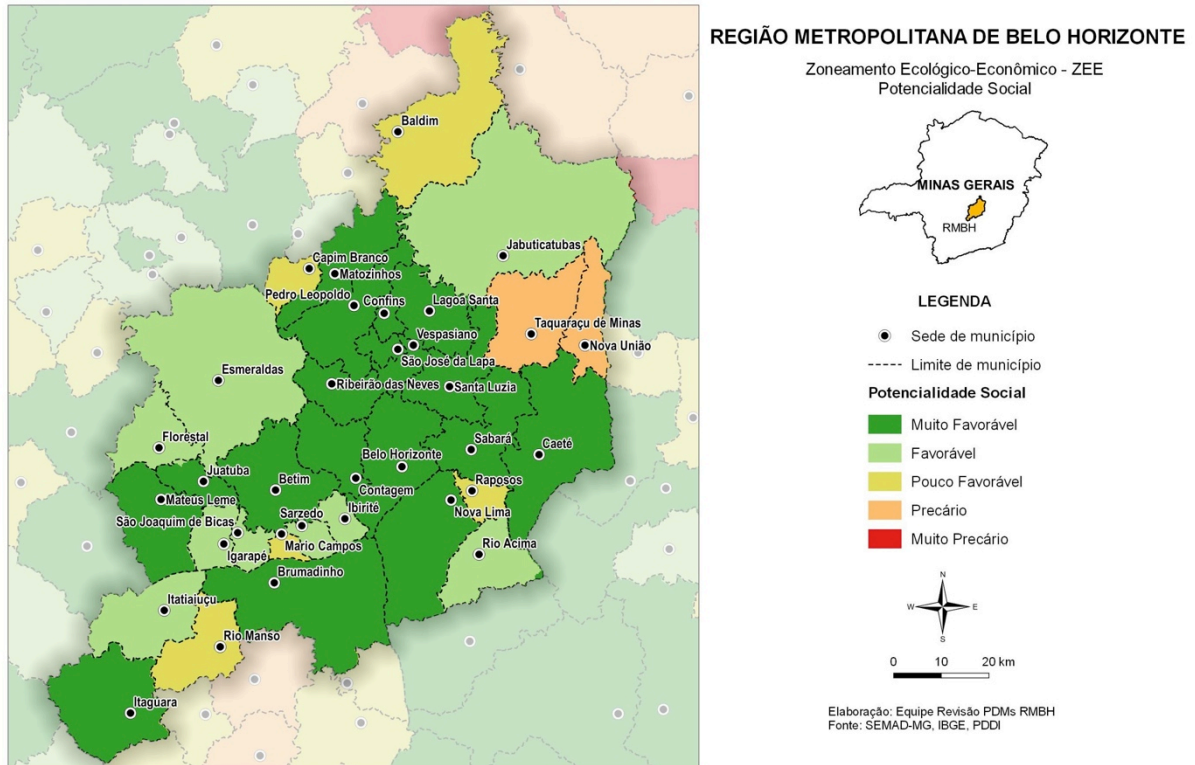 REGIÃO METROPOLITANA DE BELO HORIZONTE
Zoneamento Ecológico-Econômico - ZEE
Potencialidade Social
MINAS GERAIS
RMBH
LEGENDA
Sede de município
Limite de município
Potencialidade Social
Muito Favorável
Favorável
Pouco Favorável
Precário
Muito Precário
N
W
E
S
0 10 20 km
Elaboração: Equipe Revisão PDMs RMBH
Fonte: SEMAD-MG, IBGE, PDDI
Baldim
Jabuticatubas
Capim Branco
Matozinhos
Pedro Leopoldo
Confins
Lagoa Santa
Taquaraçu de Minas
Nova União
Vespasiano
São José da Lapa
Esmeraldas
Ribeirão das Neves
Santa Luzia
Florestal
Sabará
Caeté
Belo Horizonte
Juatuba
Betim
Contagem
Raposos
Mateus Leme
Nova Lima
São Joaquim de Bicas
Sarzedo
Ibirité
Igarapé
Mario Campos
Rio Acima
Brumadinho
Itatiaiuçu
Rio Manso
Itaguara